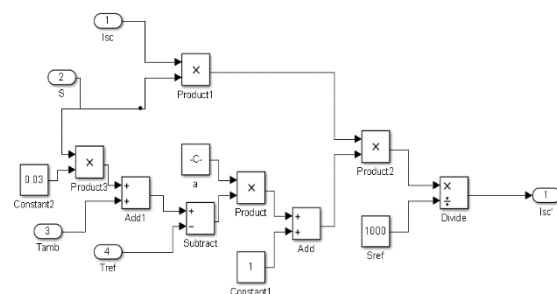 1
Isc
2
S
×
Product1
0.03
Constant2
×
Product3
-C-
a
×
Product
×
Product2
+
+
Add1
3
Tamb
+
−
Subtract
4
Tref
1
Constant1
+
+
Add
1000
Sref
×
÷
Divide
1
Isc'